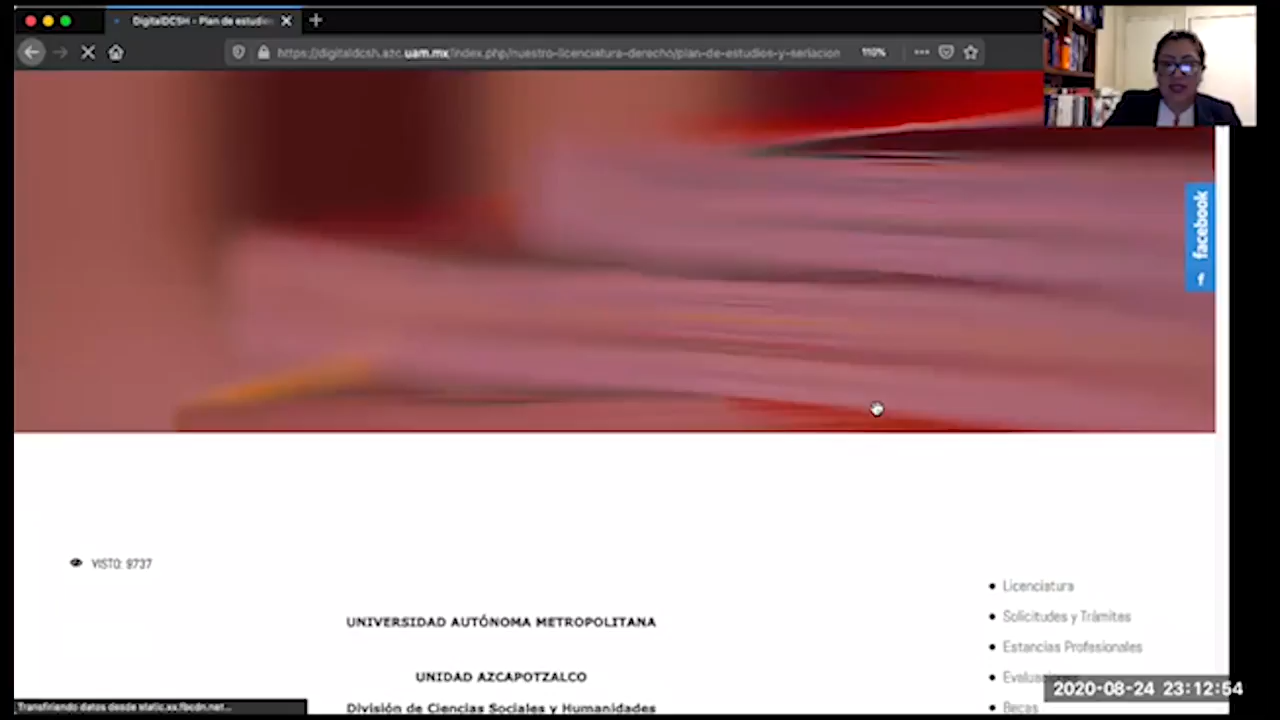 DigitalDCSH - Plan de estudio
https://digitaldcsh.azc.uam.mx/index.php/nuestro-licenciatura-derecho/plan-de-estudios-y-seriacion
110%
facebook
VISTO: 9737
UNIVERSIDAD AUTÓNOMA METROPOLITANA
UNIDAD AZCAPOTZALCO
División de Ciencias Sociales y Humanidades
Licenciatura
Solicitudes y Trámites
Estancias Profesionales
Becas
2020-08-24 23:12:54
Transfiriendo datos desde static.xx.fbcdn.net...